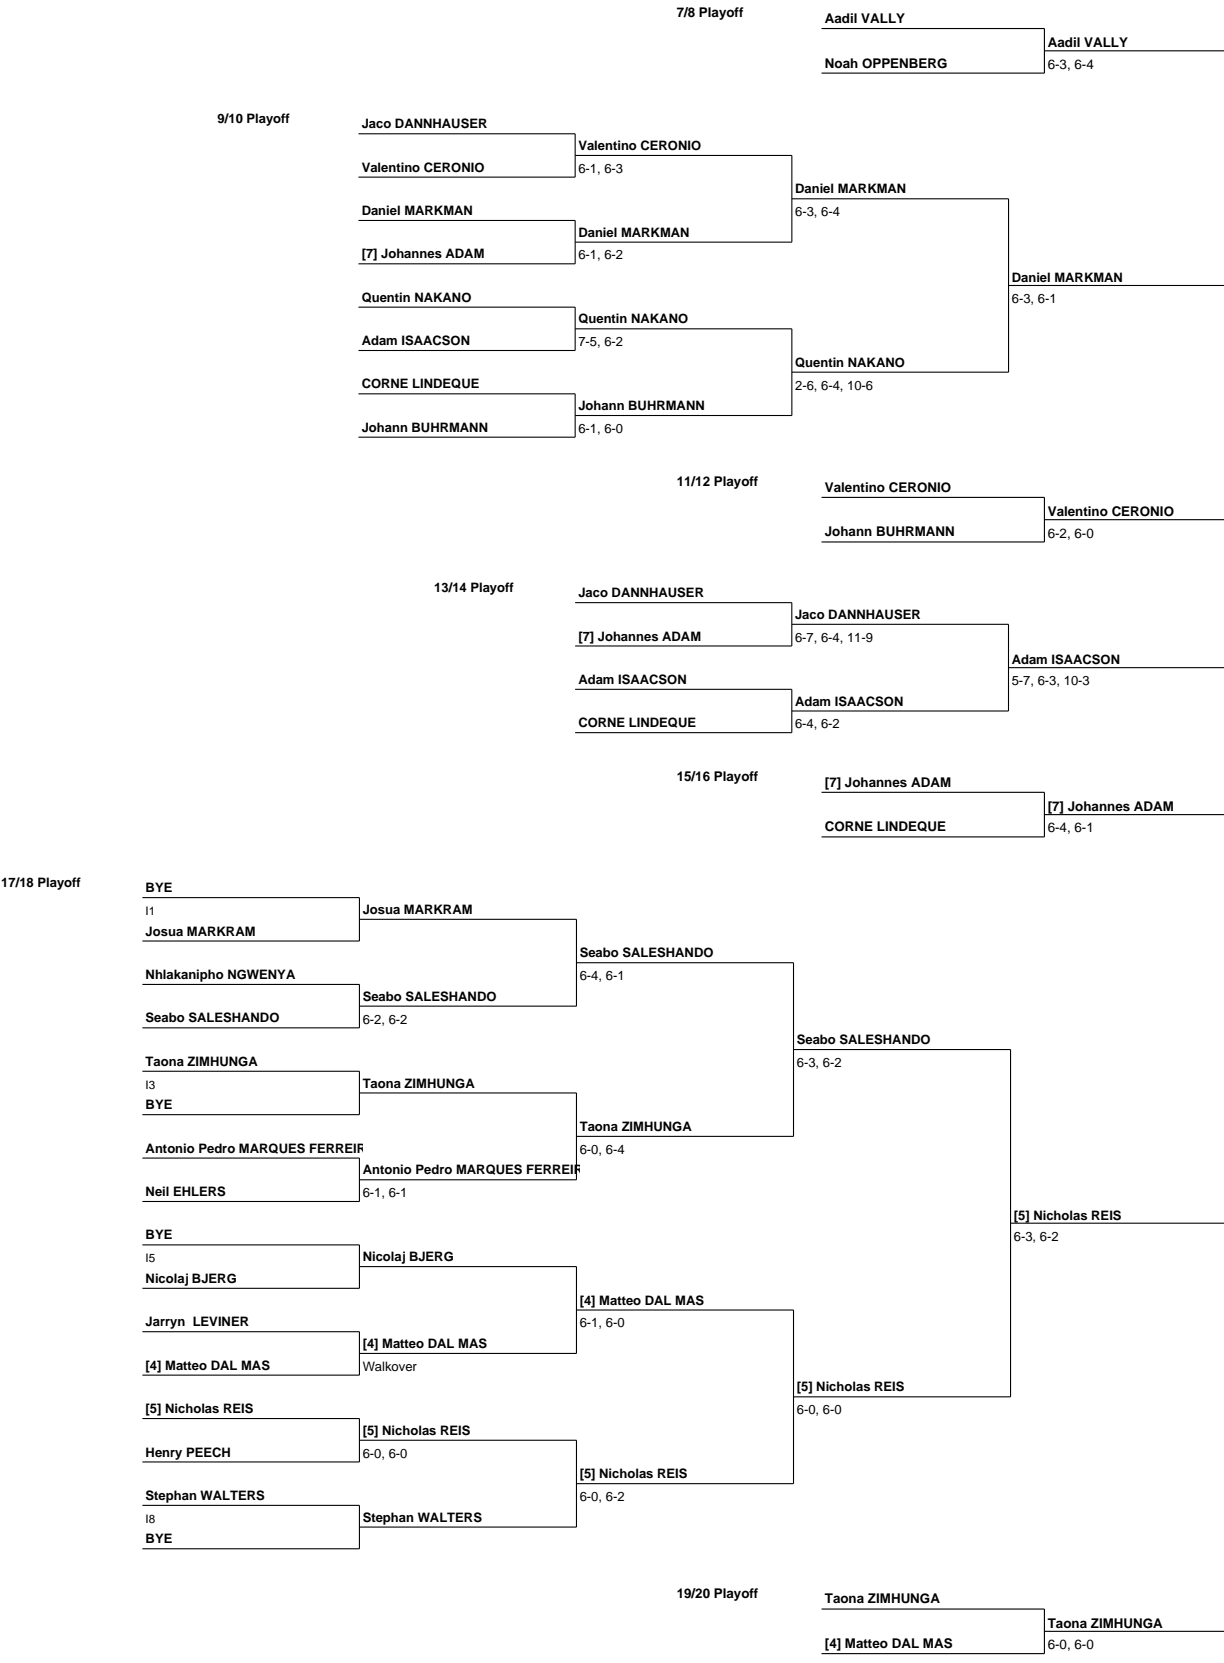 7/8 Playoff
Aadil VALLY
Aadil VALLY
Noah OPPENBERG
6-3, 6-4
9/10 Playoff
Jaco DANNHAUSER
Valentino CERONIO
Valentino CERONIO
6-1, 6-3
Daniel MARKMAN
Daniel MARKMAN
6-3, 6-4
Daniel MARKMAN
[7] Johannes ADAM
6-1, 6-2
Daniel MARKMAN
Quentin NAKANO
6-3, 6-1
Quentin NAKANO
Adam ISAACSON
7-5, 6-2
Quentin NAKANO
CORNE LINDEQUE
2-6, 6-4, 10-6
Johann BUHRMANN
Johann BUHRMANN
6-1, 6-0
11/12 Playoff
Valentino CERONIO
Valentino CERONIO
Johann BUHRMANN
6-2, 6-0
13/14 Playoff
Jaco DANNHAUSER
Jaco DANNHAUSER
[7] Johannes ADAM
6-7, 6-4, 11-9
Adam ISAACSON
Adam ISAACSON
5-7, 6-3, 10-3
Adam ISAACSON
CORNE LINDEQUE
6-4, 6-2
15/16 Playoff
[7] Johannes ADAM
[7] Johannes ADAM
CORNE LINDEQUE
6-4, 6-1
17/18 Playoff
BYE
I1
Josua MARKRAM
Josua MARKRAM
Seabo SALESHANDO
Nhlakanipho NGWENYA
6-4, 6-1
Seabo SALESHANDO
Seabo SALESHANDO
6-2, 6-2
Seabo SALESHANDO
Taona ZIMHUNGA
6-3, 6-2
I3
Taona ZIMHUNGA
BYE
Taona ZIMHUNGA
Antonio Pedro MARQUES FERREIR
6-0, 6-4
Antonio Pedro MARQUES FERREIR
Neil EHLERS
6-1, 6-1
[5] Nicholas REIS
BYE
6-3, 6-2
I5
Nicolaj BJERG
Nicolaj BJERG
[4] Matteo DAL MAS
Jarryn LEVINER
6-1, 6-0
[4] Matteo DAL MAS
[4] Matteo DAL MAS
Walkover
[5] Nicholas REIS
[5] Nicholas REIS
6-0, 6-0
[5] Nicholas REIS
Henry PEECH
6-0, 6-0
[5] Nicholas REIS
Stephan WALTERS
6-0, 6-2
I8
Stephan WALTERS
BYE
19/20 Playoff
Taona ZIMHUNGA
Taona ZIMHUNGA
[4] Matteo DAL MAS
6-0, 6-0